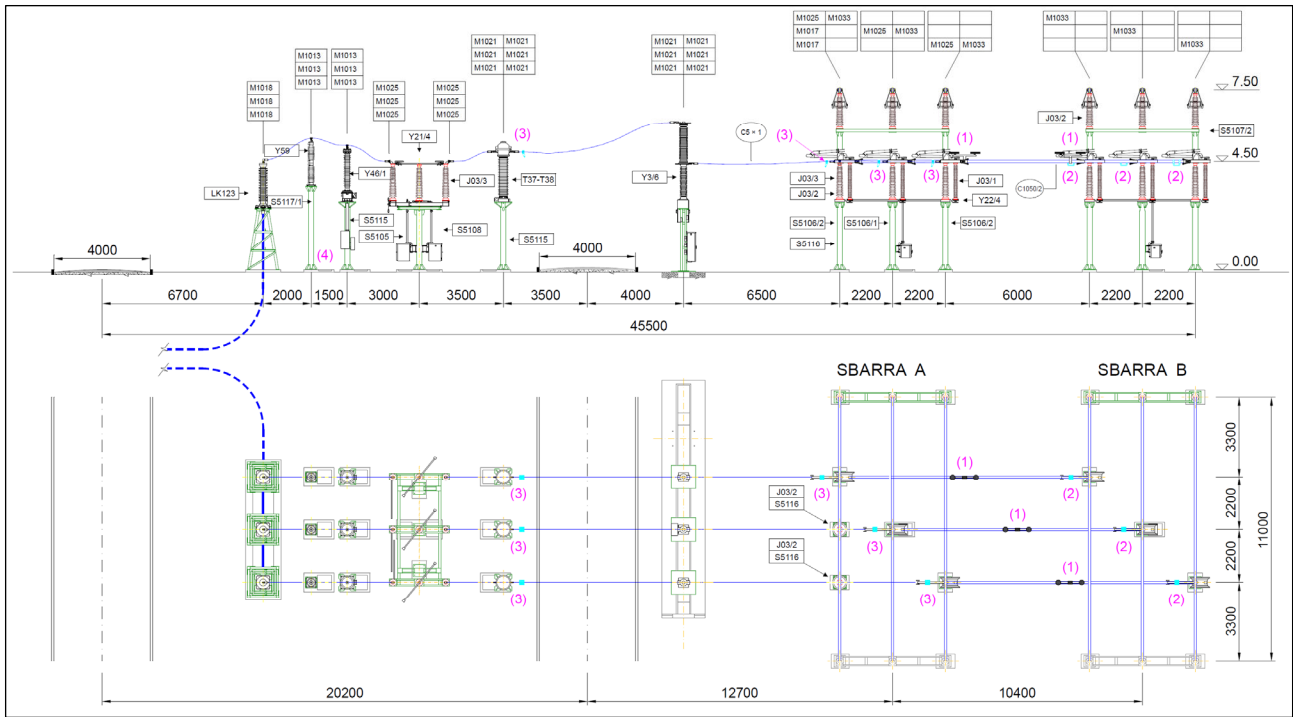 M1025 M1033
M1017
M1017
M1025 M1033
M1025 M1033
M1033
M1033
M1033
M1021 M1021
M1021 M1021
M1021 M1021
M1021 M1021
M1021 M1021
M1021 M1021
M1013 M1013
M1013 M1013
M1013 M1013
M1018
M1018
M1018
M1025 M1025
M1025 M1025
M1025 M1025
7.50
J03/2
S5107/2
Y21/4
(3)
C5 × 1
(3)
(1)
(1)
4.50
Y59
Y46/1
J03/3
T37-T38
Y3/6
J03/3
(3)
(3)
J03/1
(2)
(2)
(2)
C1050/2
LK123
S5117/1
J03/2
Y22/4
S5115
S5105
S5108
S5115
S5106/2
S5106/1
S5106/2
S5116
(4)
4000
4000
0.00
6700
2000
1500
3000
3500
3500
4000
6500
2200
2200
6000
2200
2200
45500
SBARRA A
SBARRA B
3300
(1)
(3)
(3)
(2)
J03/2
S5116
2200
(1)
(3)
(3)
(2)
11000
J03/2
S5116
2200
(1)
(3)
(3)
(2)
3300
20200
12700
10400